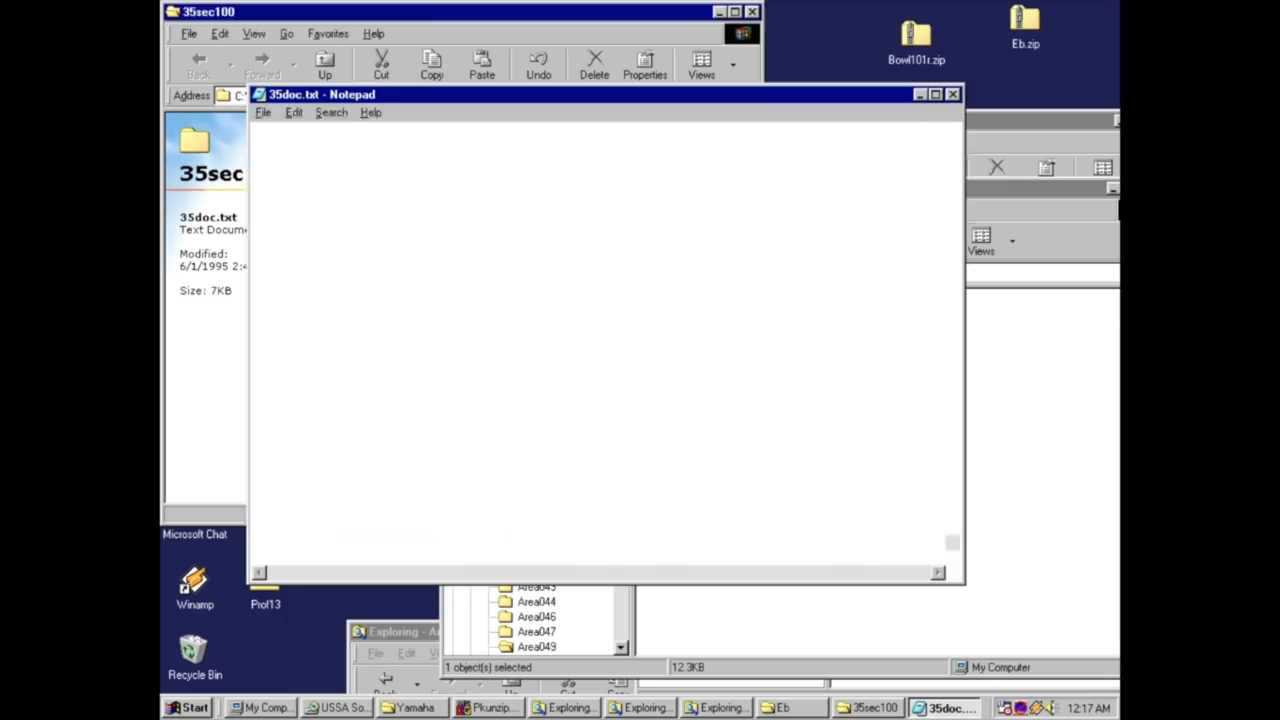 35sec100
File Edit View Go Favorites Help
Back Forward Up Cut Copy Paste Undo Delete Properties Views
Address C:
35doc.txt - Notepad
File Edit Search Help
35sec
35doc.txt
Text Docum
Modified:
6/1/1995 2:4
Size: 7KB
Bowl101r.zip
Eb.zip
Views
Microsoft Chat
Winamp
Prof13
Recycle Bin
Area043
Area044
Area046
Area047
Area049
Exploring - A
File Edit
1 object(s) selected 12.3KB My Computer
Start My Comp... USSA So... Yamaha Pkunzip.... Exploring... Exploring... Exploring... Eb 35sec100 35doc.... 12:17 AM